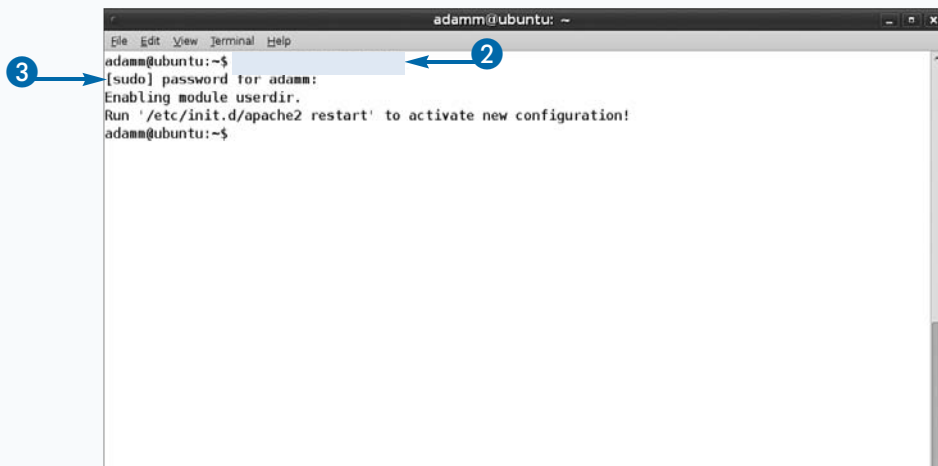 adamm@ubuntu: ~
File Edit View Terminal Help
adamm@ubuntu:~$
2
3
[sudo] password for adamm:
Enabling module userdir.
Run '/etc/init.d/apache2 restart' to activate new configuration!
adamm@ubuntu:~$